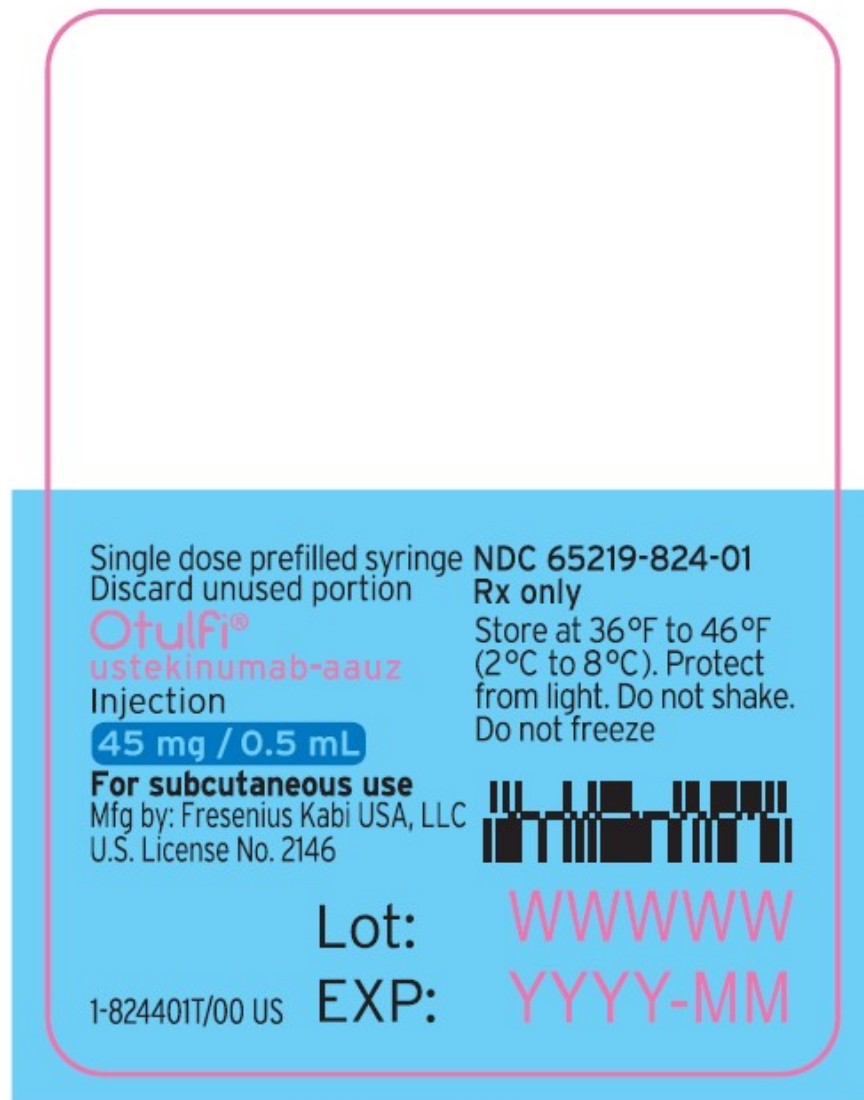 Single dose prefilled syringe
Discard unused portion
Otulfi®
ustekinumab-aauz
Injection
45 mg / 0.5 mL
For subcutaneous use
Mfg by: Fresenius Kabi USA, LLC
U.S. License No. 2146
NDC 65219-824-01
Rx only
Store at 36°F to 46°F
(2°C to 8°C). Protect
from light. Do not shake.
Do not freeze
Lot: WWWWW
EXP: YYYY-MM
1-824401T/00 US